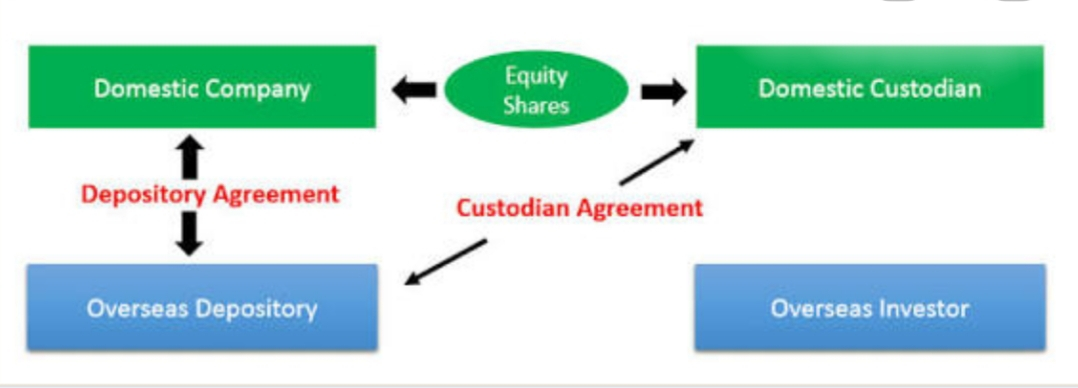 Domestic Company
Equity
Shares
Domestic Custodian
Depository Agreement
Custodian Agreement
Overseas Depository
Overseas Investor